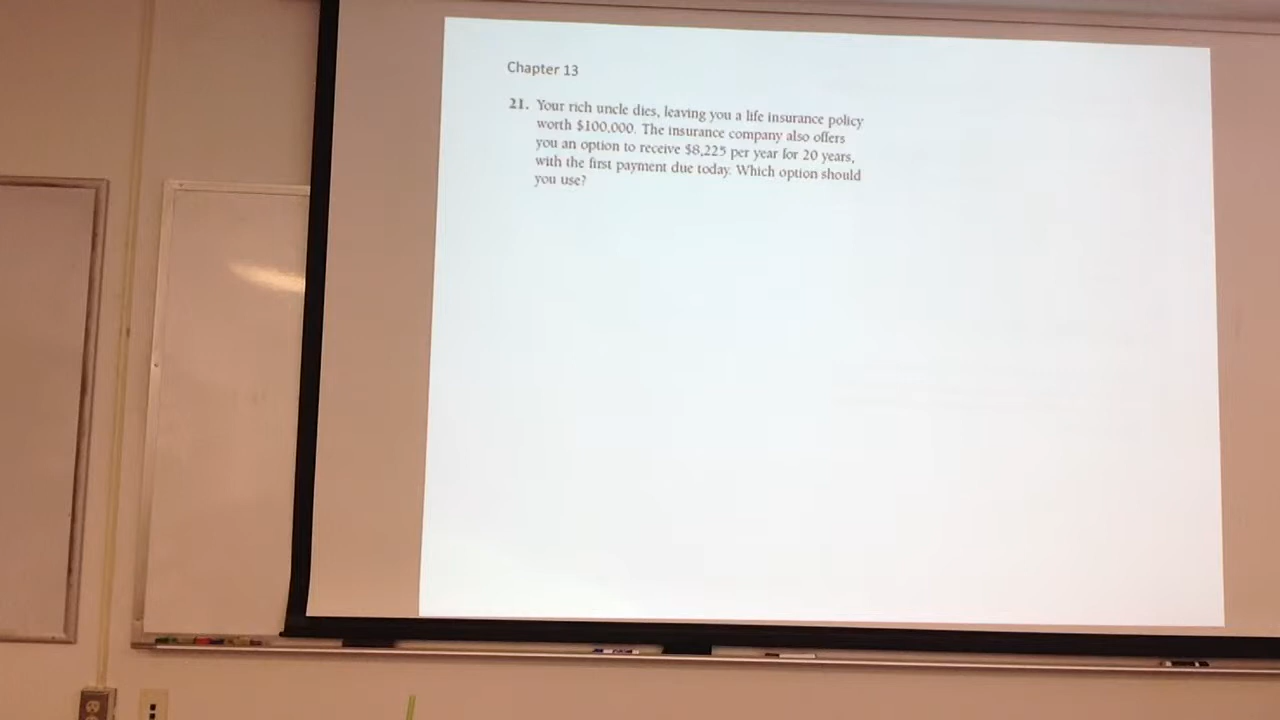 Chapter 13
21. Your rich uncle dies, leaving you a life insurance policy
worth $100,000. The insurance company also offers
you an option to receive $8,225 per year for 20 years,
with the first payment due today. Which option should
you use?